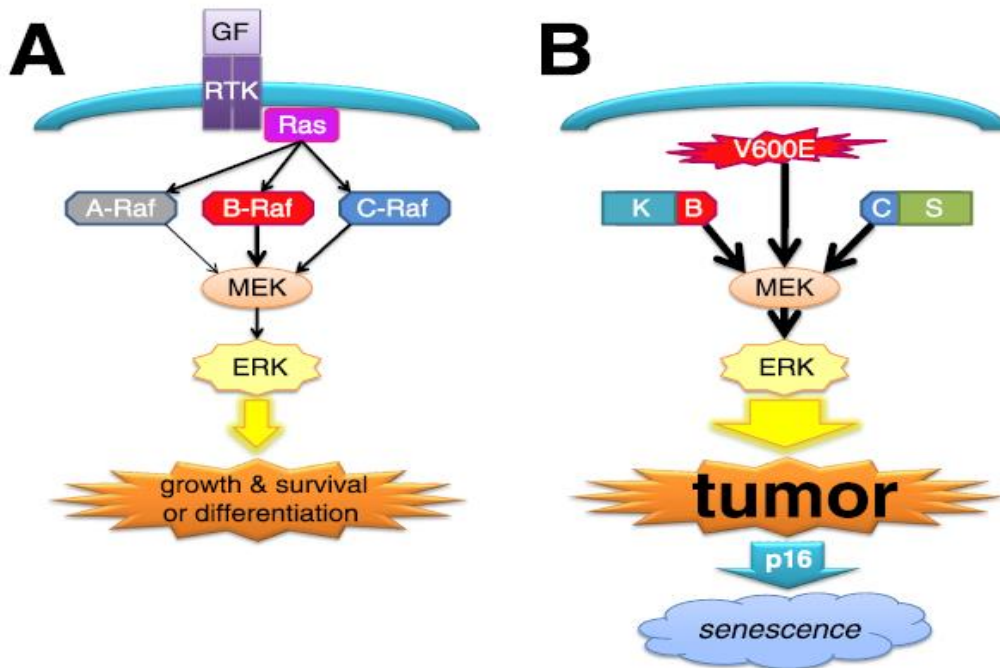 A
GF
RTK
Ras
A-Raf B-Raf C-Raf
MEK
ERK
growth & survival
or differentiation
B
V600E
K B C S
MEK
ERK
tumor
p16
senescence